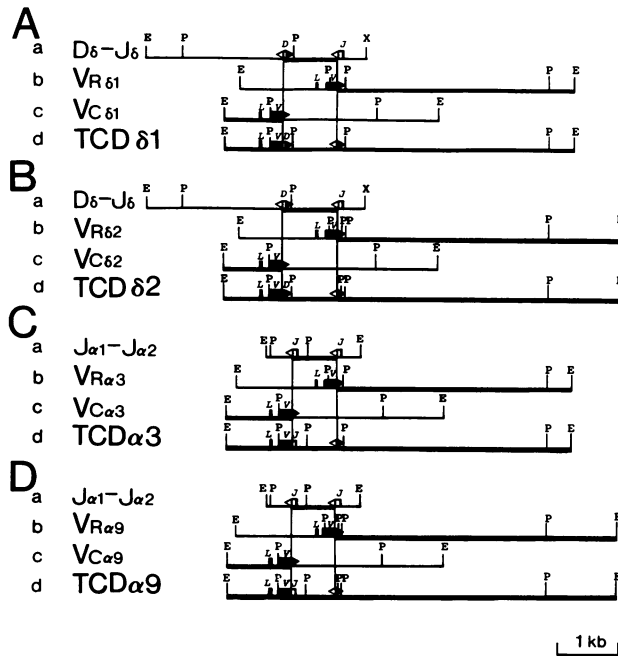 A
E P D P J X
a Dδ–Jδ
E L P V P P E
b VRδ1
E L P V P E
c VCδ1
E L P V D P P P E
d TCDδ1
B
E P D P J X
a Dδ–Jδ
E L P V P P P
b VRδ2
E L P V P E
c VCδ2
E L P V D P P P P
d TCDδ2
C
E P J P J E
a Jα1–Jα2
E L P V P P E
b VRα3
E L P V P E
c VCα3
E L P V J P P P E
d TCDα3
D
E P J P J E
a Jα1–Jα2
E L P V P P P E
b VRα9
E L P V P E
c VCα9
E L P V J P P P P E
d TCDα9
1 kb